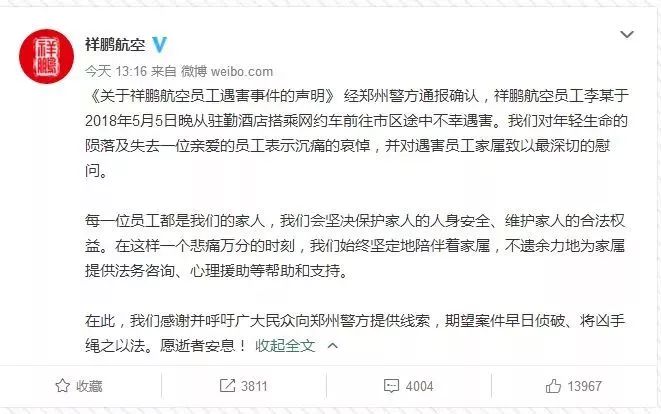 祥鹏
祥鹏航空
今天 13:16 来自 微博 weibo.com
《关于祥鹏航空员工遇害事件的声明》 经郑州警方通报确认，祥鹏航空员工李某于
2018年5月5日晚从驻勤酒店搭乘网约车前往市区途中不幸遇害。我们对年轻生命的
陨落及失去一位亲爱的员工表示沉痛的哀悼，并对遇害员工家属致以最深切的慰
问。
每一位员工都是我们的家人，我们会坚决保护家人的人身安全、维护家人的合法权
益。在这样一个悲痛万分的时刻，我们始终坚定地陪伴着家属，不遗余力地为家属
提供法务咨询、心理援助等帮助和支持。
在此，我们感谢并呼吁广大民众向郑州警方提供线索，期望案件早日侦破、将凶手
绳之以法。愿逝者安息！ 收起全文
收藏 3811 4004 13967